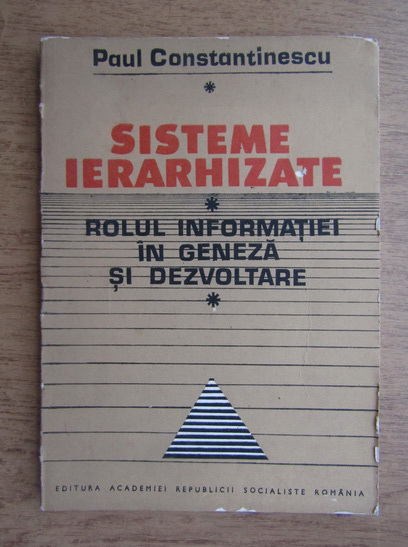 Paul Constantinescu
*
SISTEME
IERARHIZATE
*
ROLUL INFORMAȚIEI
ÎN GENEZĂ
ȘI DEZVOLTARE
*
EDITURA ACADEMIEI REPUBLICII SOCIALISTE ROMÂNIA